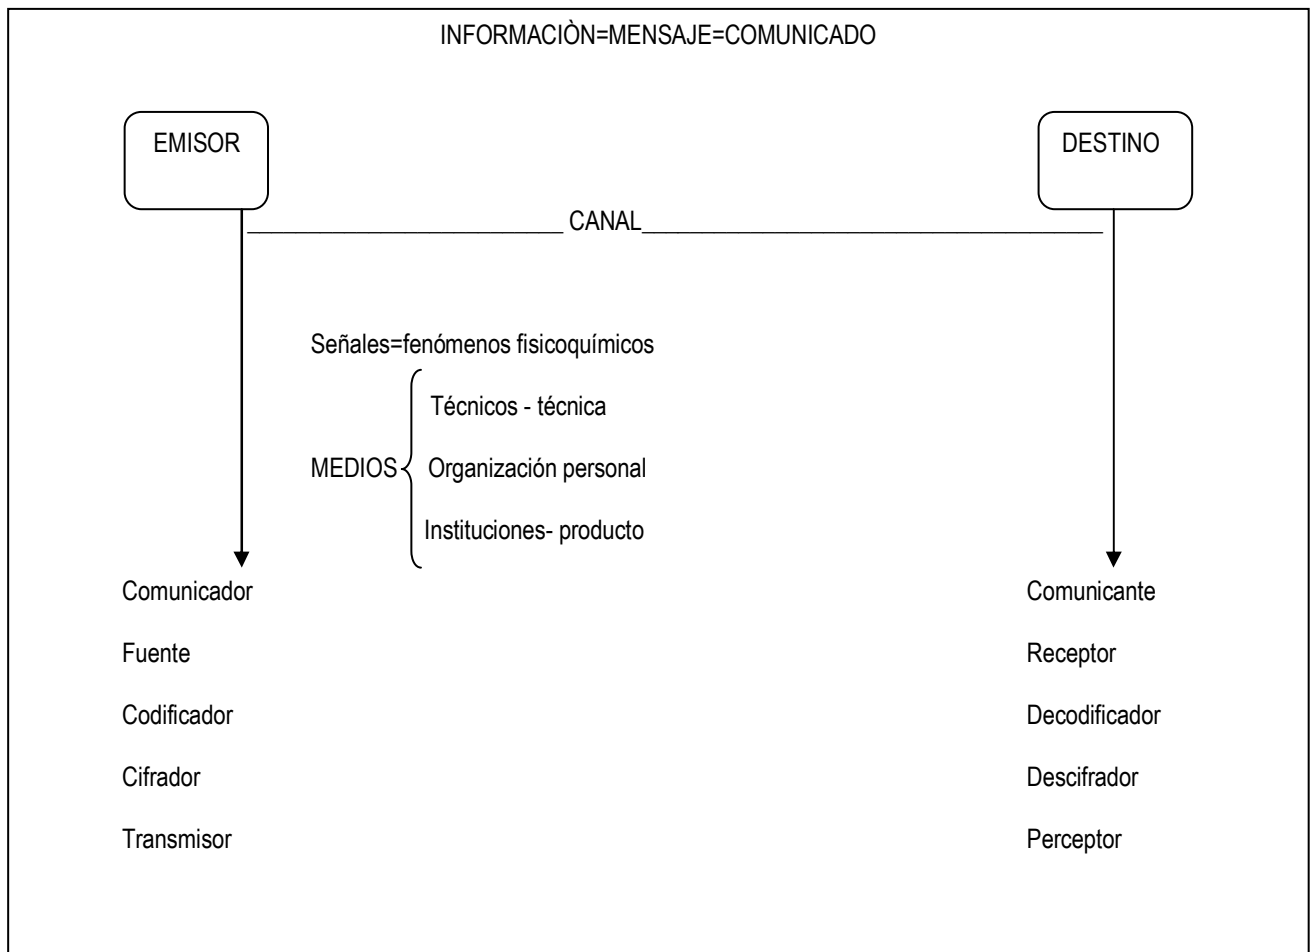 INFORMACIÒN=MENSAJE=COMUNICADO
EMISOR
DESTINO
CANAL
Señales=fenómenos fisicoquímicos
Técnicos - técnica
MEDIOS
Organización personal
Instituciones- producto
Comunicador
Fuente
Codificador
Cifrador
Transmisor
Comunicante
Receptor
Decodificador
Descifrador
Perceptor